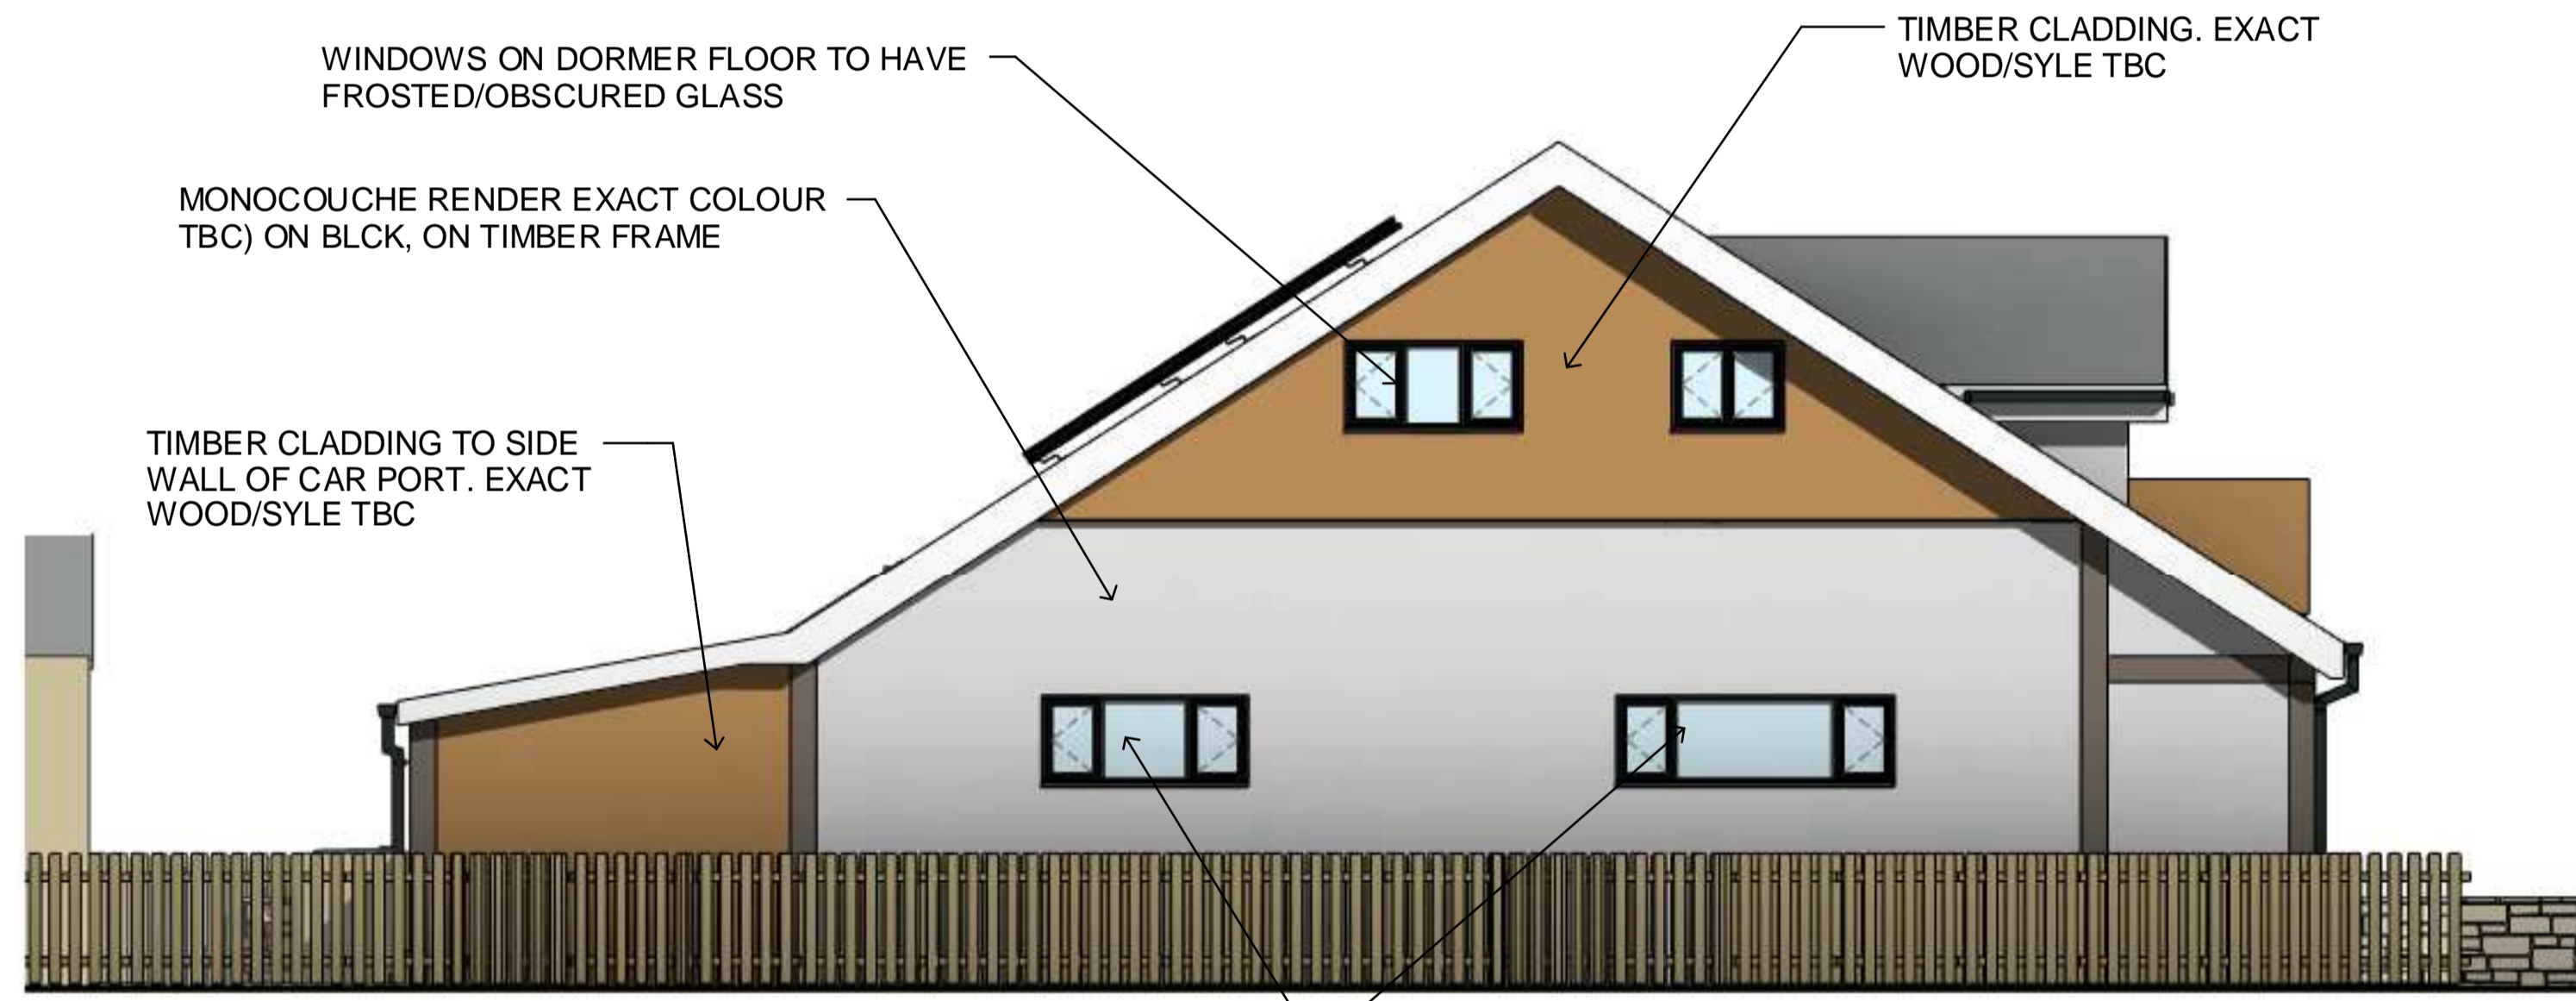 TIMBER CLADDING. EXACT
WOOD/SYLE TBC
WINDOWS ON DORMER FLOOR TO HAVE
FROSTED/OBSCURED GLASS
MONOCOUCHE RENDER EXACT COLOUR
TBC) ON BLCK, ON TIMBER FRAME
TIMBER CLADDING TO SIDE
WALL OF CAR PORT. EXACT
WOOD/SYLE TBC